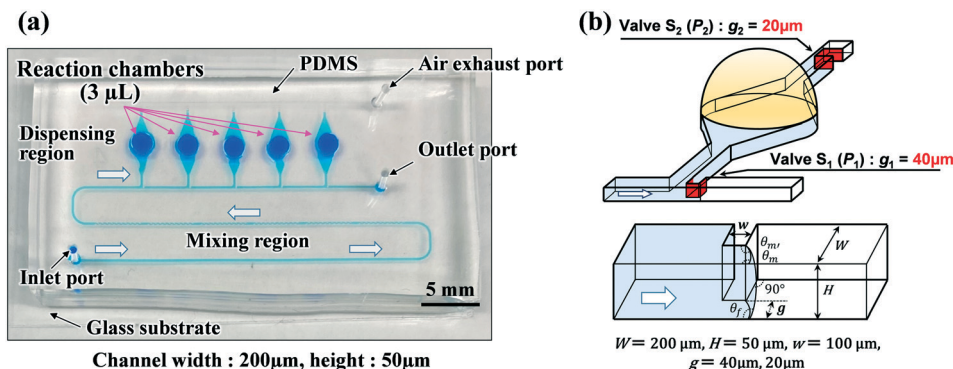 (a)
Reaction chambers
(3 µL)
PDMS
Air exhaust port
Dispensing
region
Outlet port
Mixing region
Inlet port
5 mm
Glass substrate
Channel width : 200µm, height : 50µm
(b)
Valve S₂ (P₂) : g₂ = 20µm
Valve S₁ (P₁) : g₁ = 40µm
w
W
θm,
θm
90°
H
θf
g
W = 200 µm, H = 50 µm, w = 100 µm,
g = 40µm, 20µm